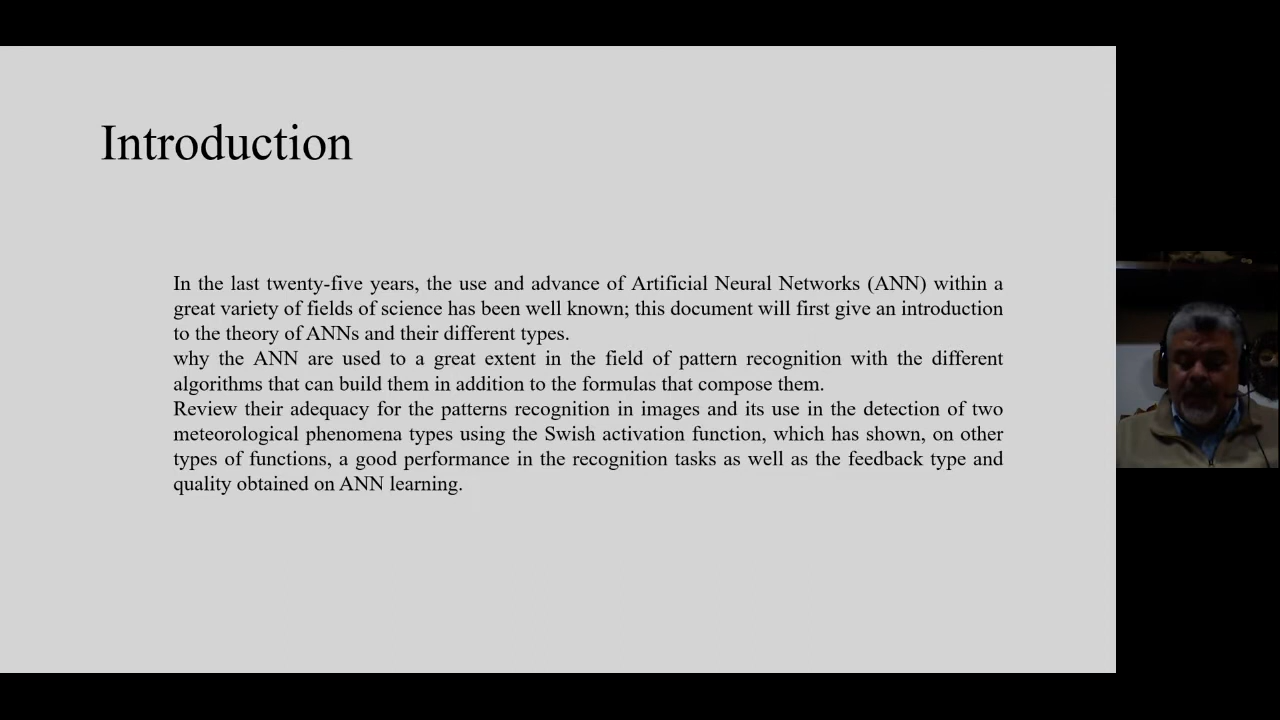 Introduction
In the last twenty-five years, the use and advance of Artificial Neural Networks (ANN) within a
great variety of fields of science has been well known; this document will first give an introduction
to the theory of ANNs and their different types.
why the ANN are used to a great extent in the field of pattern recognition with the different
algorithms that can build them in addition to the formulas that compose them.
Review their adequacy for the patterns recognition in images and its use in the detection of two
meteorological phenomena types using the Swish activation function, which has shown, on other
types of functions, a good performance in the recognition tasks as well as the feedback type and
quality obtained on ANN learning.